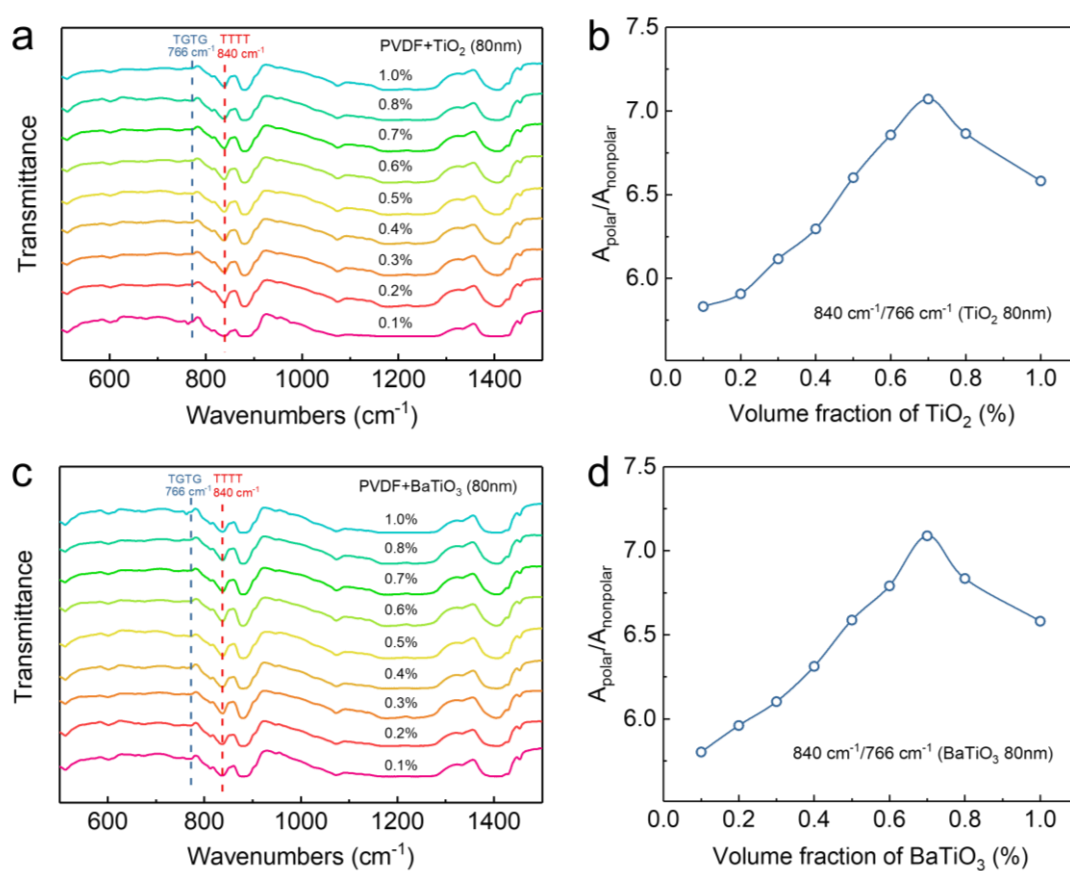 a
TGTG
766 cm⁻¹
TTTT
840 cm⁻¹
PVDF+TiO₂ (80nm)
1.0%
0.8%
0.7%
0.6%
0.5%
0.4%
0.3%
0.2%
0.1%
Transmittance
600 800 1000 1200 1400
Wavenumbers (cm⁻¹)
b
7.5
7.0
6.5
6.0
A_polar/A_nonpolar
840 cm⁻¹/766 cm⁻¹ (TiO₂ 80nm)
0.0 0.2 0.4 0.6 0.8 1.0
Volume fraction of TiO₂ (%)
c
TGTG
766 cm⁻¹
TTTT
840 cm⁻¹
PVDF+BaTiO₃ (80nm)
1.0%
0.8%
0.7%
0.6%
0.5%
0.4%
0.3%
0.2%
0.1%
Transmittance
600 800 1000 1200 1400
Wavenumbers (cm⁻¹)
d
7.5
7.0
6.5
6.0
A_polar/A_nonpolar
840 cm⁻¹/766 cm⁻¹ (BaTiO₃ 80nm)
0.0 0.2 0.4 0.6 0.8 1.0
Volume fraction of BaTiO₃ (%)